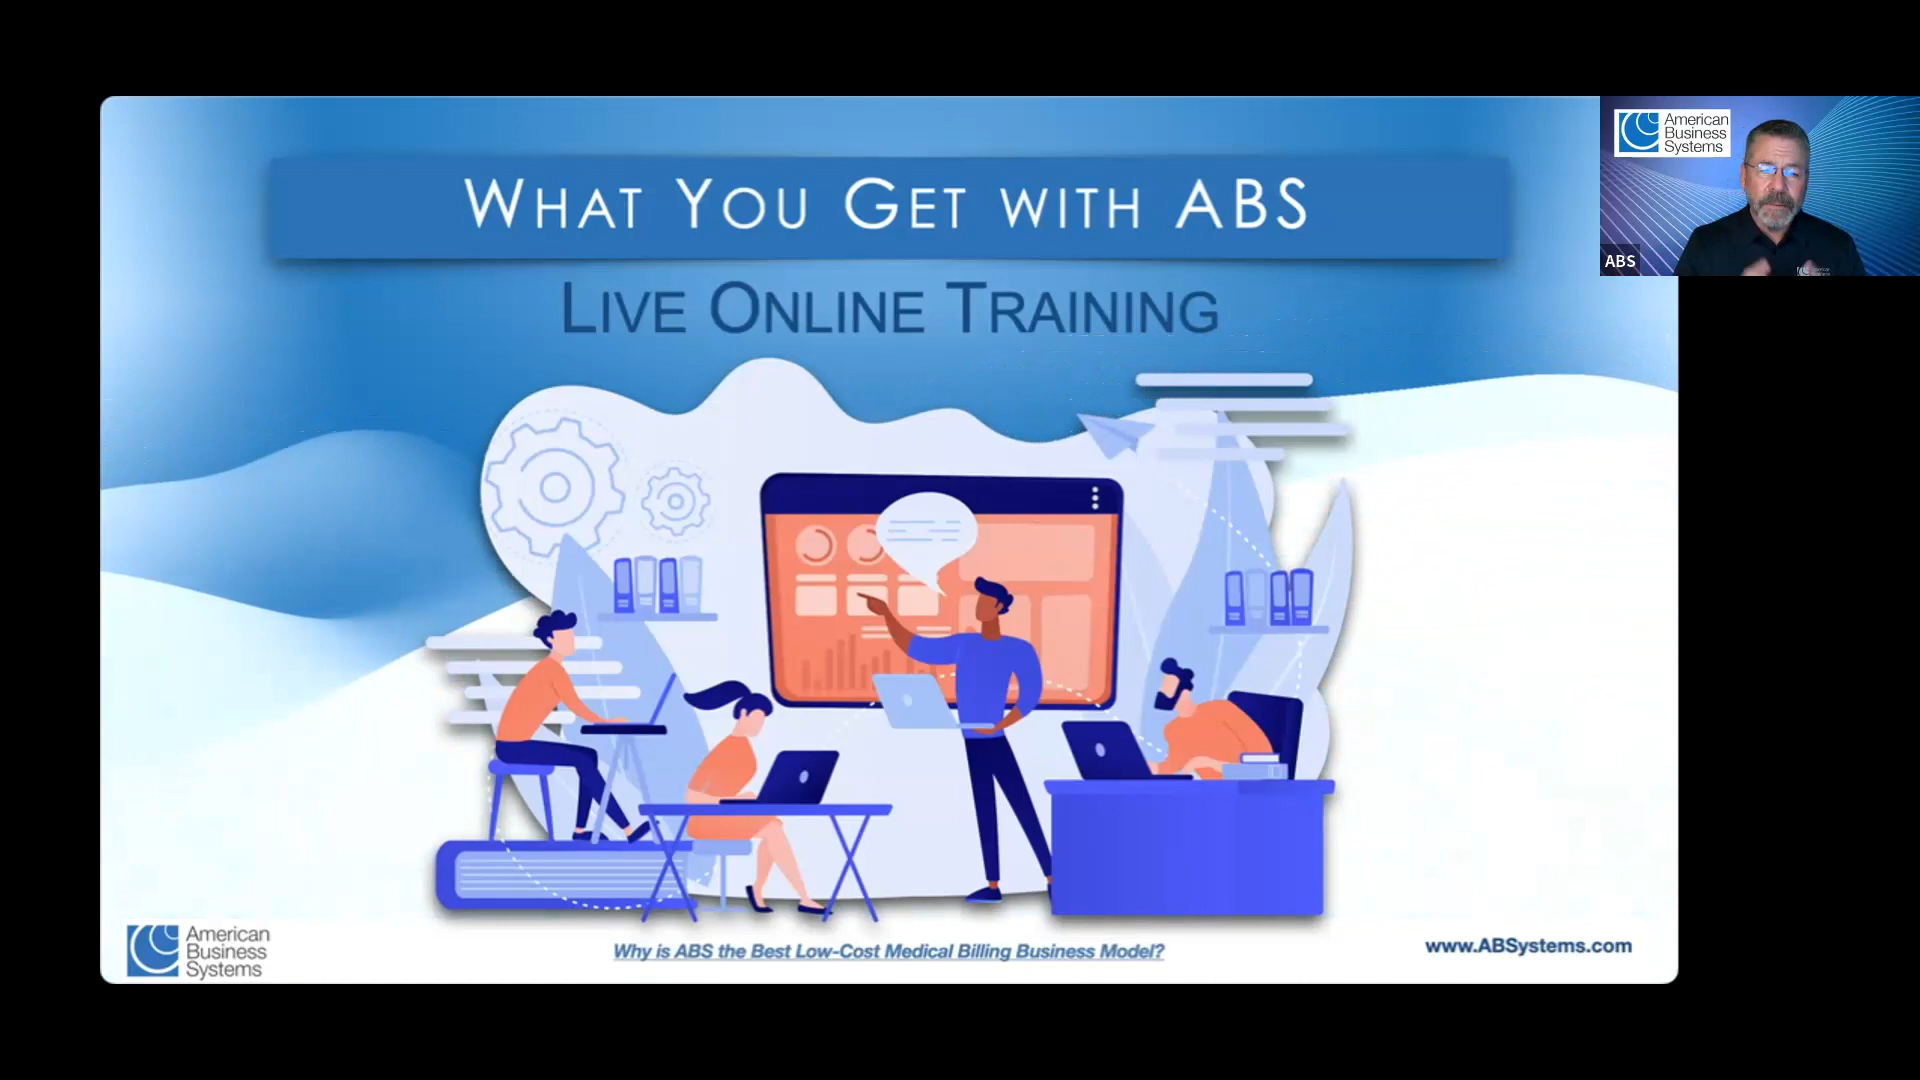 WHAT YOU GET WITH ABS
LIVE ONLINE TRAINING
American
Business
Systems
ABS
American
Business
Systems
Why is ABS the Best Low-Cost Medical Billing Business Model?
www.ABSystems.com